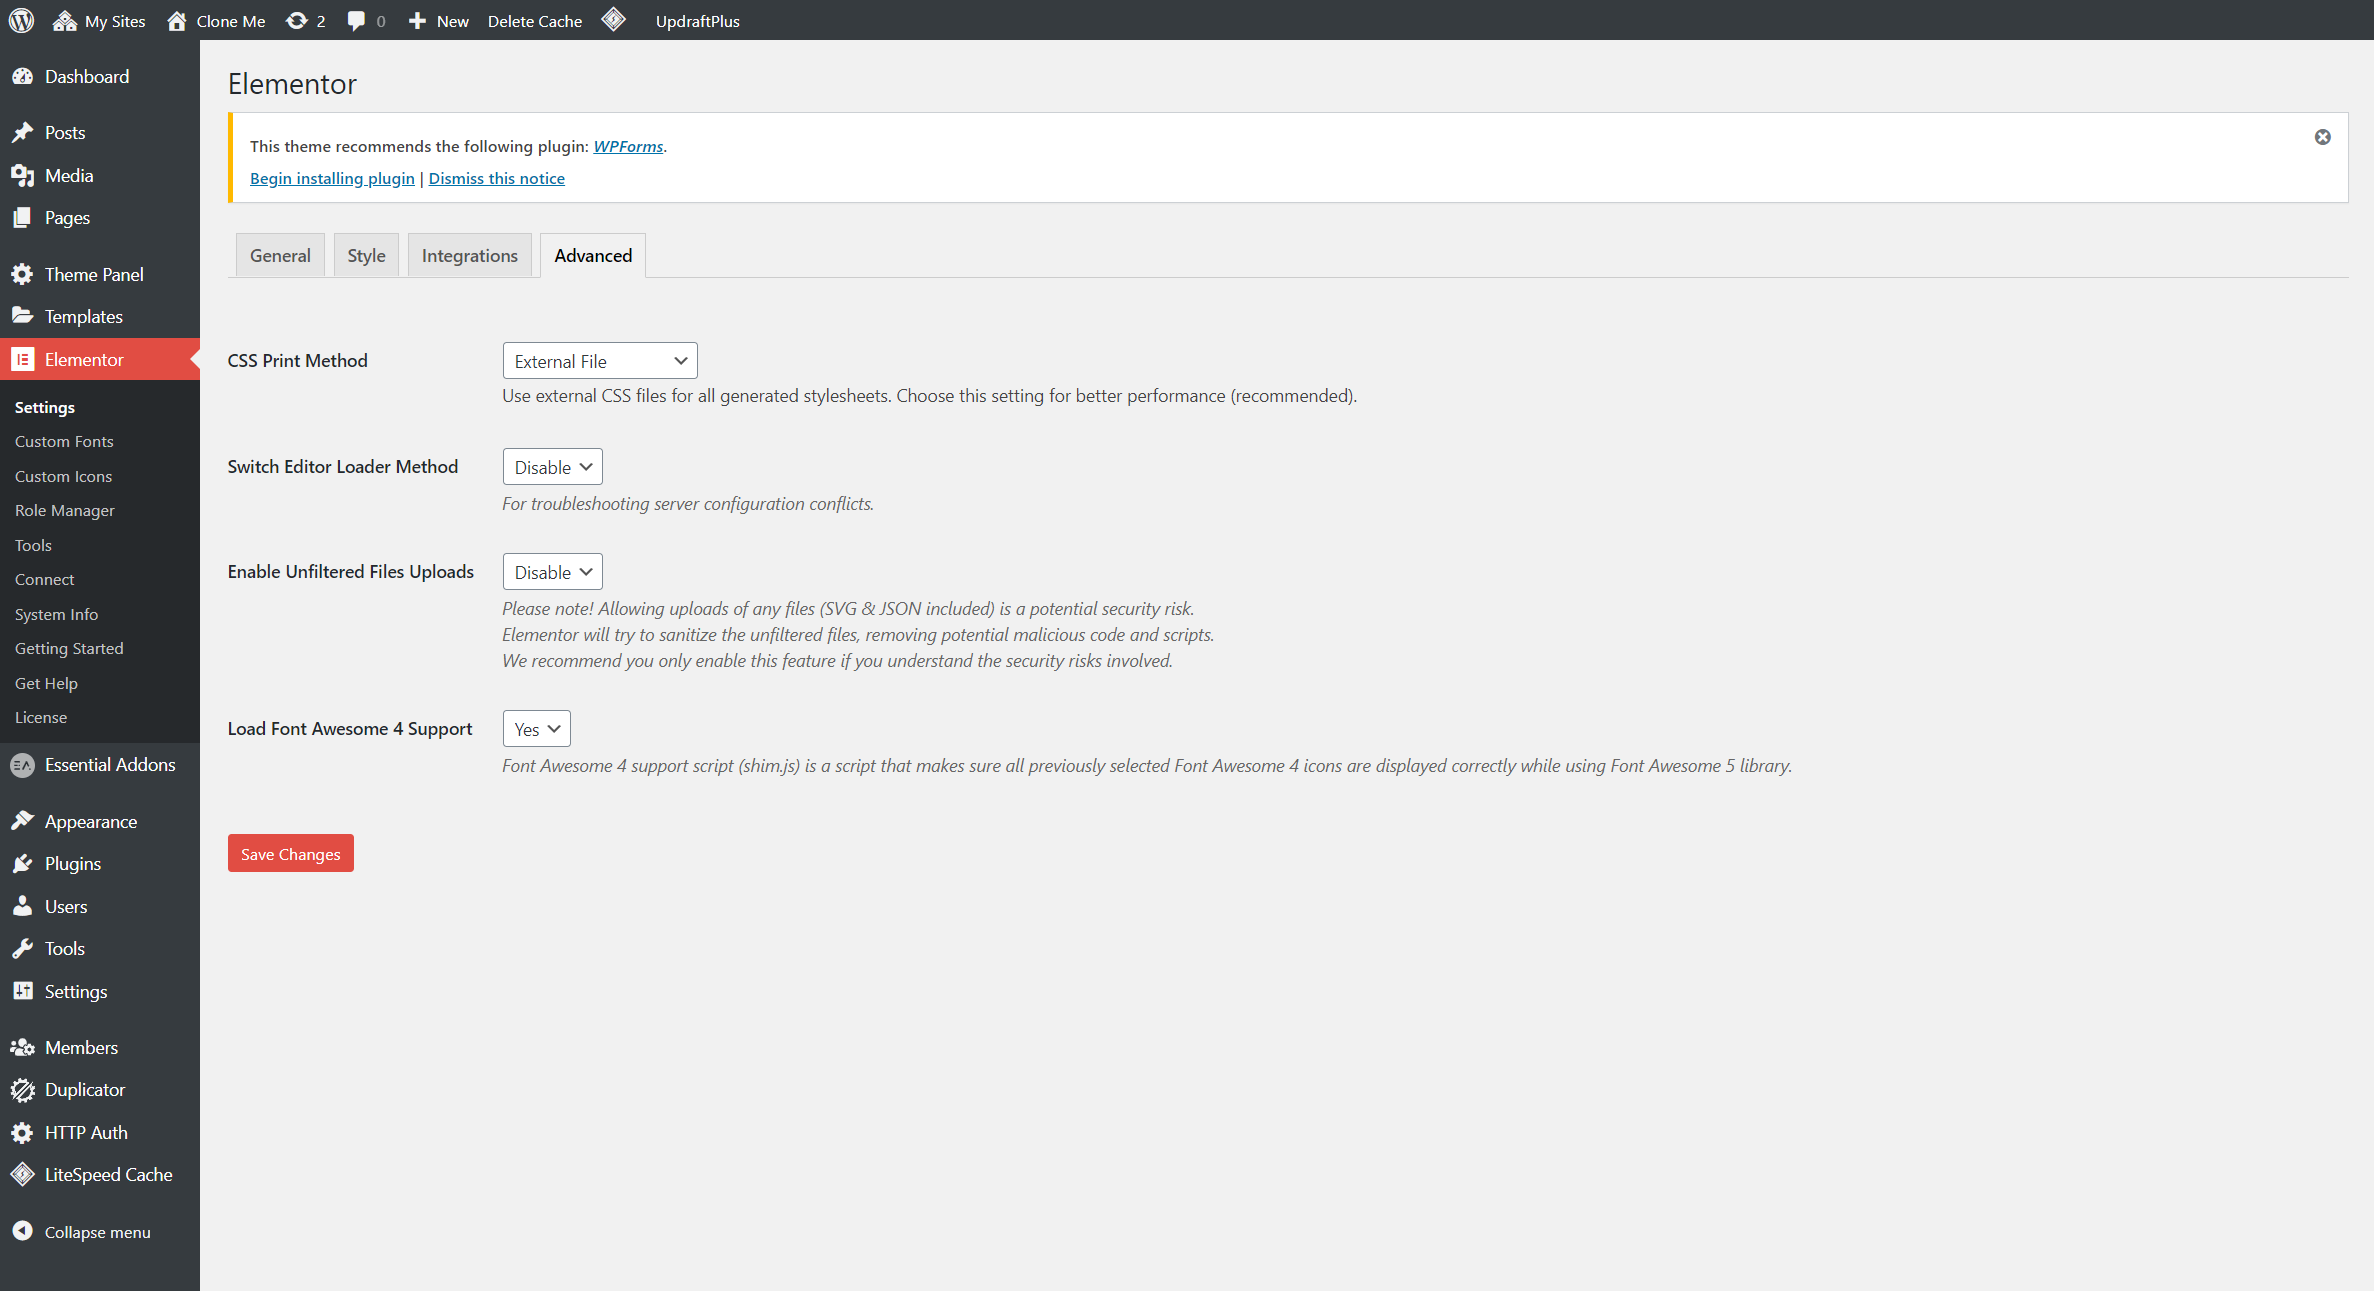 My Sites Clone Me 2 0 New Delete Cache UpdraftPlus
Dashboard
Posts
Media
Pages
Theme Panel
Templates
Elementor
Settings
Custom Fonts
Custom Icons
Role Manager
Tools
Connect
System Info
Getting Started
Get Help
License
Essential Addons
Appearance
Plugins
Users
Tools
Settings
Members
Duplicator
HTTP Auth
LiteSpeed Cache
Collapse menu
Elementor
This theme recommends the following plugin: WPForms.
Begin installing plugin | Dismiss this notice
General Style Integrations Advanced
CSS Print Method External File
Use external CSS files for all generated stylesheets. Choose this setting for better performance (recommended).
Switch Editor Loader Method Disable
For troubleshooting server configuration conflicts.
Enable Unfiltered Files Uploads Disable
Please note! Allowing uploads of any files (SVG & JSON included) is a potential security risk.
Elementor will try to sanitize the unfiltered files, removing potential malicious code and scripts.
We recommend you only enable this feature if you understand the security risks involved.
Load Font Awesome 4 Support Yes
Font Awesome 4 support script (shim.js) is a script that makes sure all previously selected Font Awesome 4 icons are displayed correctly while using Font Awesome 5 library.
Save Changes